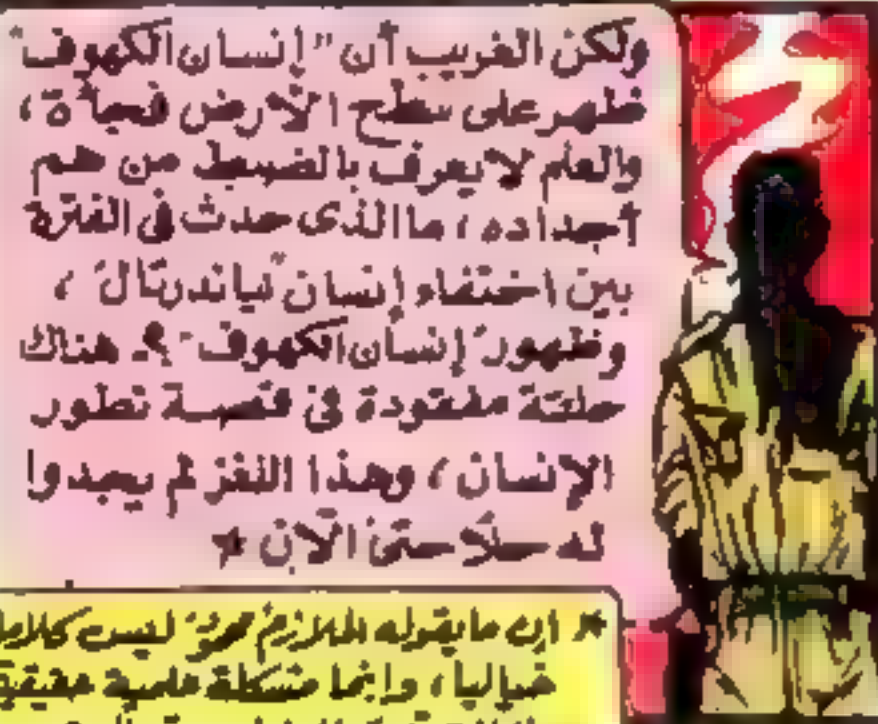 ولكن الغريب أن "إنسان الكهوف"
ظهر على سطح الأرض فجأة،
والعلم لا يعرف بالضبط من هم
أجداده، ما الذى حدث فى الفترة
بين اختفاء إنسان "نياندرتال"،
وظهور "إنسان الكهوف"؟. هناك
حلقة مفقودة فى قصة تطور
الإنسان، وهذا اللغز لم يجدوا
له حلاً حتى الآن *
* إن ما يقوله الملازم ليس كلاما
خياليا، وإنما مشكلة علمية حقيقية